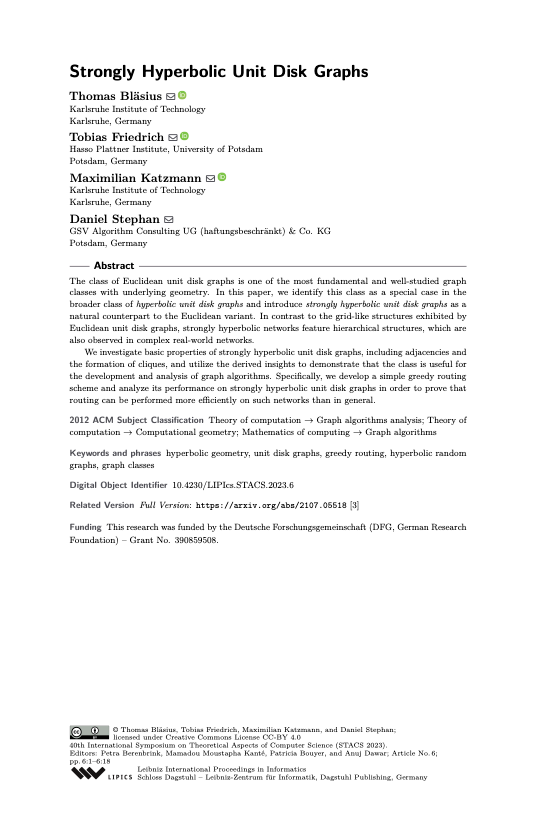 Strongly Hyperbolic Unit Disk Graphs
Thomas Bläsius
Karlsruhe Institute of Technology
Karlsruhe, Germany
Tobias Friedrich
Hasso Plattner Institute, University of Potsdam
Potsdam, Germany
Maximilian Katzmann
Karlsruhe Institute of Technology
Karlsruhe, Germany
Daniel Stephan
GSV Algorithm Consulting UG (haftungsbeschränkt) & Co. KG
Potsdam, Germany
Abstract
The class of Euclidean unit disk graphs is one of the most fundamental and well-studied graph
classes with underlying geometry. In this paper, we identify this class as a special case in the
broader class of hyperbolic unit disk graphs and introduce strongly hyperbolic unit disk graphs as a
natural counterpart to the Euclidean variant. In contrast to the grid-like structures exhibited by
Euclidean unit disk graphs, strongly hyperbolic networks feature hierarchical structures, which are
also observed in complex real-world networks.
We investigate basic properties of strongly hyperbolic unit disk graphs, including adjacencies and
the formation of cliques, and utilize the derived insights to demonstrate that the class is useful for
the development and analysis of graph algorithms. Specifically, we develop a simple greedy routing
scheme and analyze its performance on strongly hyperbolic unit disk graphs in order to prove that
routing can be performed more efficiently on such networks than in general.
2012 ACM Subject Classification Theory of computation → Graph algorithms analysis; Theory of
computation → Computational geometry; Mathematics of computing → Graph algorithms
Keywords and phrases hyperbolic geometry, unit disk graphs, greedy routing, hyperbolic random
graphs, graph classes
Digital Object Identifier 10.4230/LIPIcs.STACS.2023.6
Related Version Full Version: https://arxiv.org/abs/2107.05518 [3]
Funding This research was funded by the Deutsche Forschungsgemeinschaft (DFG, German Research
Foundation) – Grant No. 390859508.
© Thomas Bläsius, Tobias Friedrich, Maximilian Katzmann, and Daniel Stephan;
licensed under Creative Commons License CC-BY 4.0
40th International Symposium on Theoretical Aspects of Computer Science (STACS 2023).
Editors: Petra Berenbrink, Mamadou Moustapha Kanté, Patricia Bouyer, and Anuj Dawar; Article No. 6;
pp. 6:1–6:18
Leibniz International Proceedings in Informatics
LIPICS Schloss Dagstuhl – Leibniz-Zentrum für Informatik, Dagstuhl Publishing, Germany